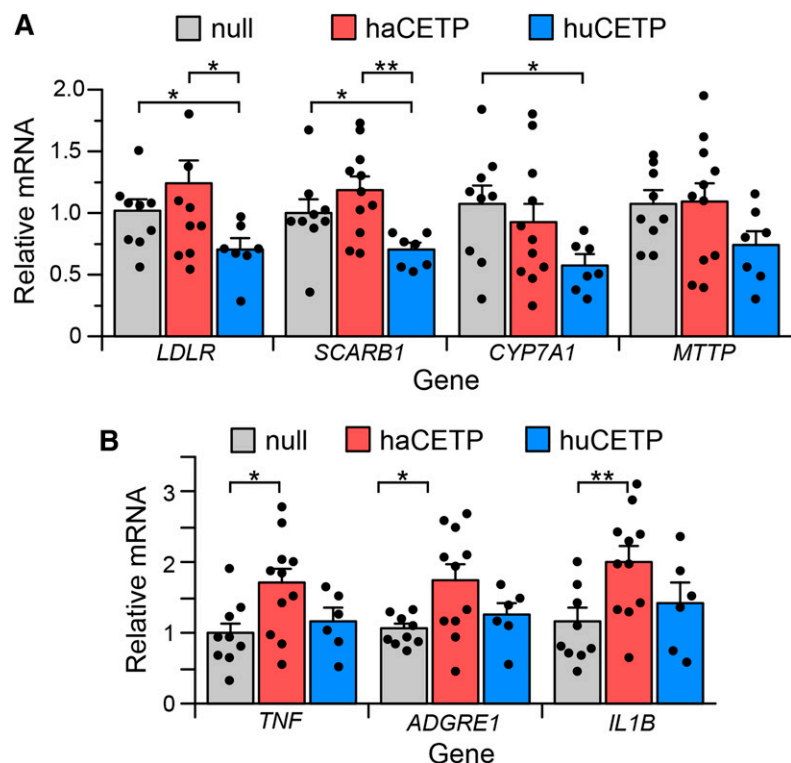 A
null haCETP huCETP
* ** *
* *
2.0
1.5
1.0
0.5
0
Relative mRNA
LDLR SCARB1 CYP7A1 MTTP
Gene
B
null haCETP huCETP
* * **
3
2
1
0
Relative mRNA
TNF ADGRE1 IL1B
Gene